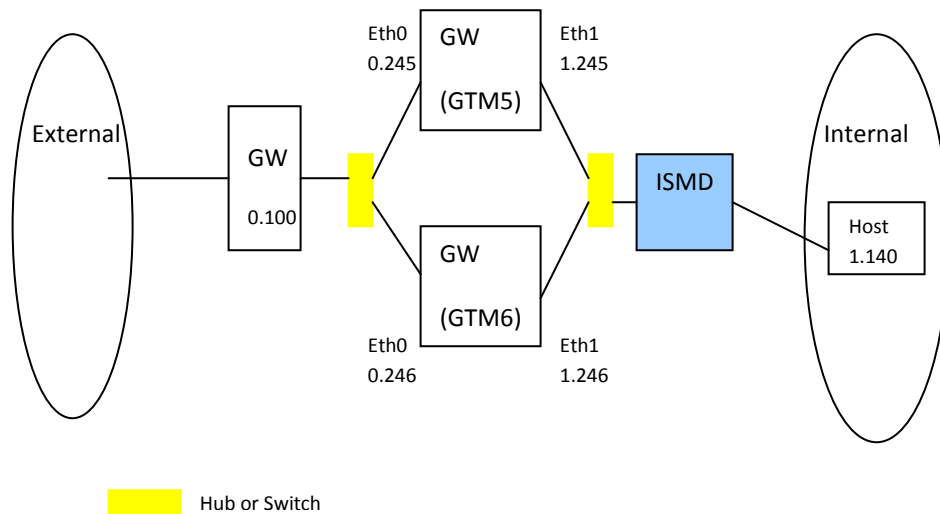 External
GW
0.100
Eth0
0.245
GW
(GTM5)
Eth1
1.245
Eth0
0.246
GW
(GTM6)
Eth1
1.246
ISMD
Internal
Host
1.140
Hub or Switch